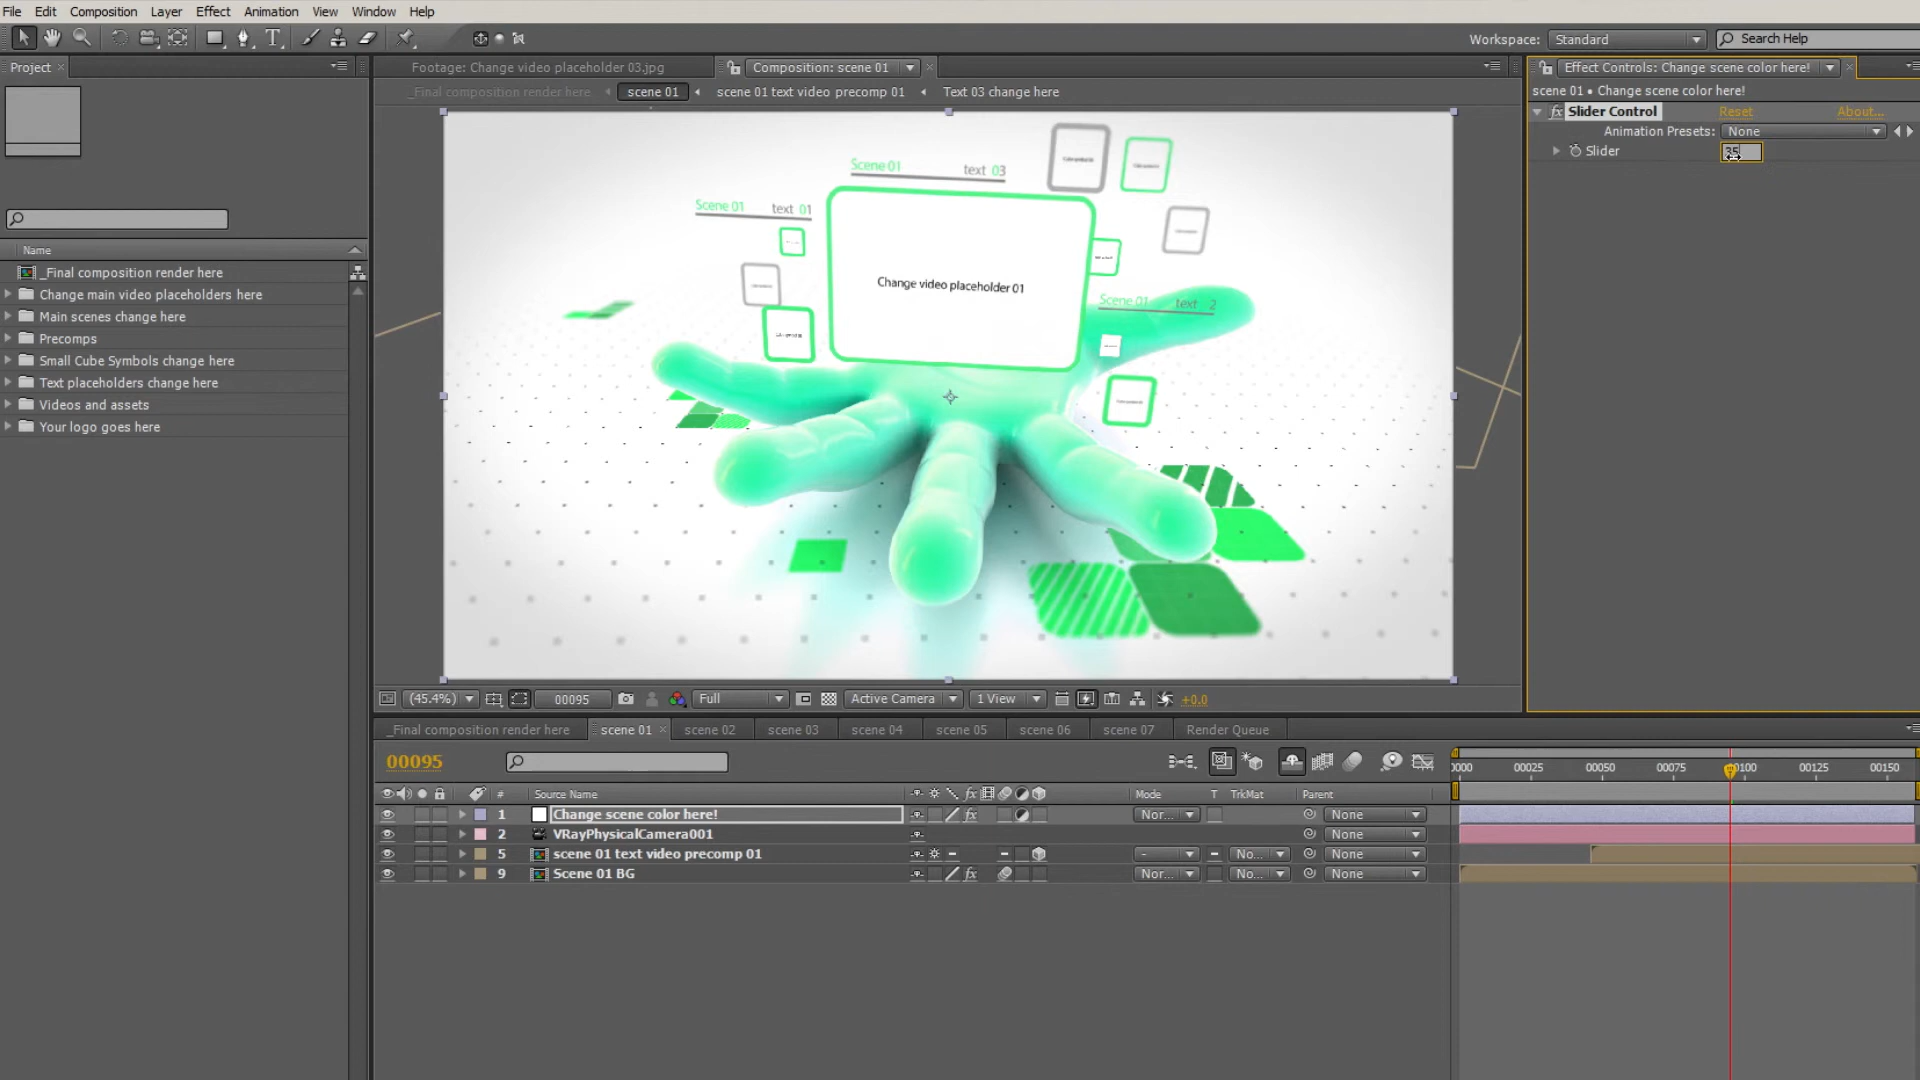 File Edit Composition Layer Effect Animation View Window Help
Workspace: Standard Search Help
Project
Footage: Change video placeholder 03.jpg
Composition: scene 01
Effect Controls: Change scene color here!
_Final composition render here scene 01 scene 01 text video precomp 01 Text 03 change here
scene 01 • Change scene color here!
fx Slider Control Reset About...
Animation Presets: None
Slider 35
Name
_Final composition render here
Change main video placeholders here
Main scenes change here
Precomps
Small Cube Symbols change here
Text placeholders change here
Videos and assets
Your logo goes here
Scene 01 text 03
Scene 01 text 01
Change video placeholder 01
Scene 01 text 2
(45.4%) 00095 Full Active Camera 1 View +0.0
_Final composition render here scene 01 scene 02 scene 03 scene 04 scene 05 scene 06 scene 07 Render Queue
00095
0000 00025 00050 00075 00100 00125 00150
# Source Name fx Mode T TrkMat Parent
1 Change scene color here! fx Nor... None
2 VRayPhysicalCamera001 None
5 scene 01 text video precomp 01 - No... None
9 Scene 01 BG fx Nor... No... None